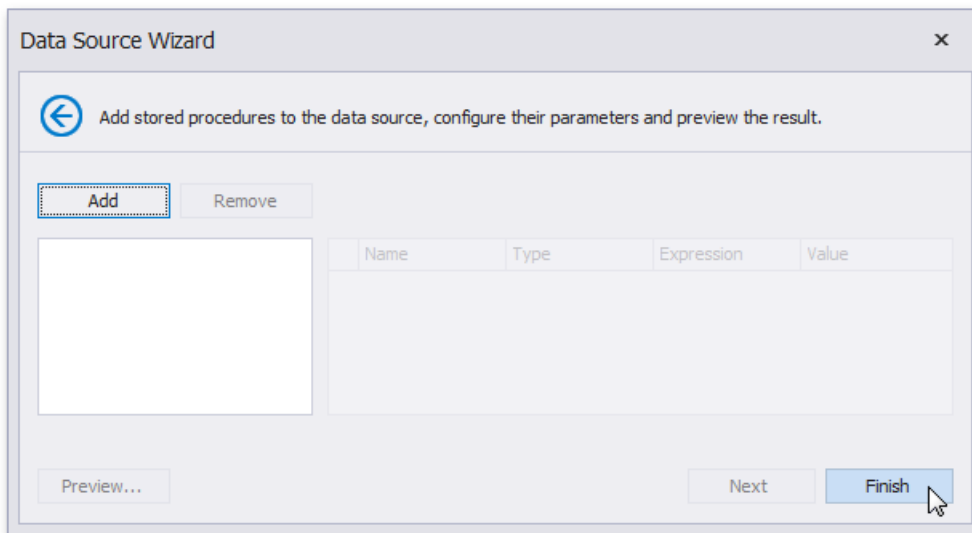 Data Source Wizard
Add stored procedures to the data source, configure their parameters and preview the result.
Add Remove
Name Type Expression Value
Preview... Next Finish